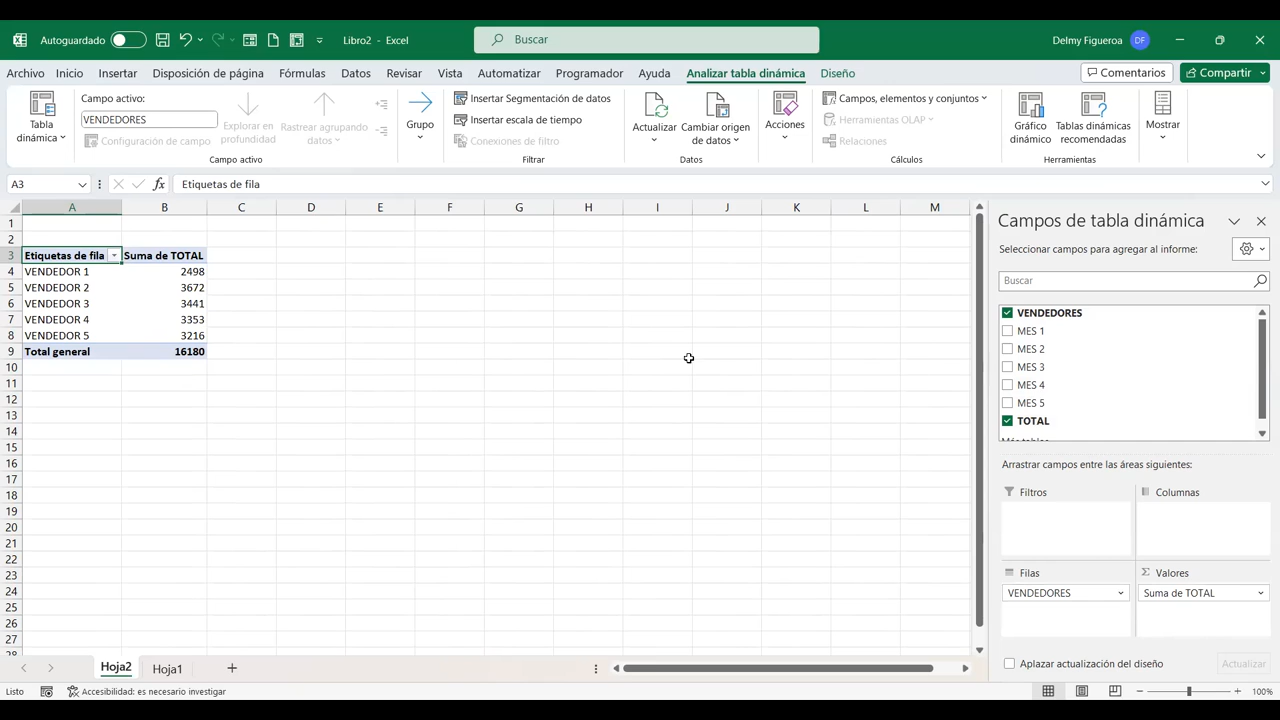 Autoguardado
Libro2 - Excel
Buscar
Delmy Figueroa
DF
Archivo Inicio Insertar Disposición de página Fórmulas Datos Revisar Vista Automatizar Programador Ayuda Analizar tabla dinámica Diseño
Comentarios
Compartir
Tabla dinámica
Campo activo:
VENDEDORES
Configuración de campo
Explorar en profundidad
Rastrear agrupando datos
Campo activo
Grupo
Insertar Segmentación de datos
Insertar escala de tiempo
Conexiones de filtro
Filtrar
Actualizar
Cambiar origen de datos
Datos
Acciones
Campos, elementos y conjuntos
Herramientas OLAP
Relaciones
Cálculos
Gráfico dinámico
Tablas dinámicas recomendadas
Herramientas
Mostrar
A3
fx
Etiquetas de fila
A B C D E F G H I J K L M
1
2
3 Etiquetas de fila Suma de TOTAL
4 VENDEDOR 1 2498
5 VENDEDOR 2 3672
6 VENDEDOR 3 3441
7 VENDEDOR 4 3353
8 VENDEDOR 5 3216
9 Total general 16180
10
11
12
13
14
15
16
17
18
19
20
21
22
23
24
25
26
27
28
Campos de tabla dinámica
Seleccionar campos para agregar al informe:
Buscar
VENDEDORES
MES 1
MES 2
MES 3
MES 4
MES 5
TOTAL
Más tablas
Arrastrar campos entre las áreas siguientes:
Filtros
Columnas
Filas
Σ Valores
VENDEDORES
Suma de TOTAL
Aplazar actualización del diseño
Actualizar
Hoja2
Hoja1
Listo
Accesibilidad: es necesario investigar
100%